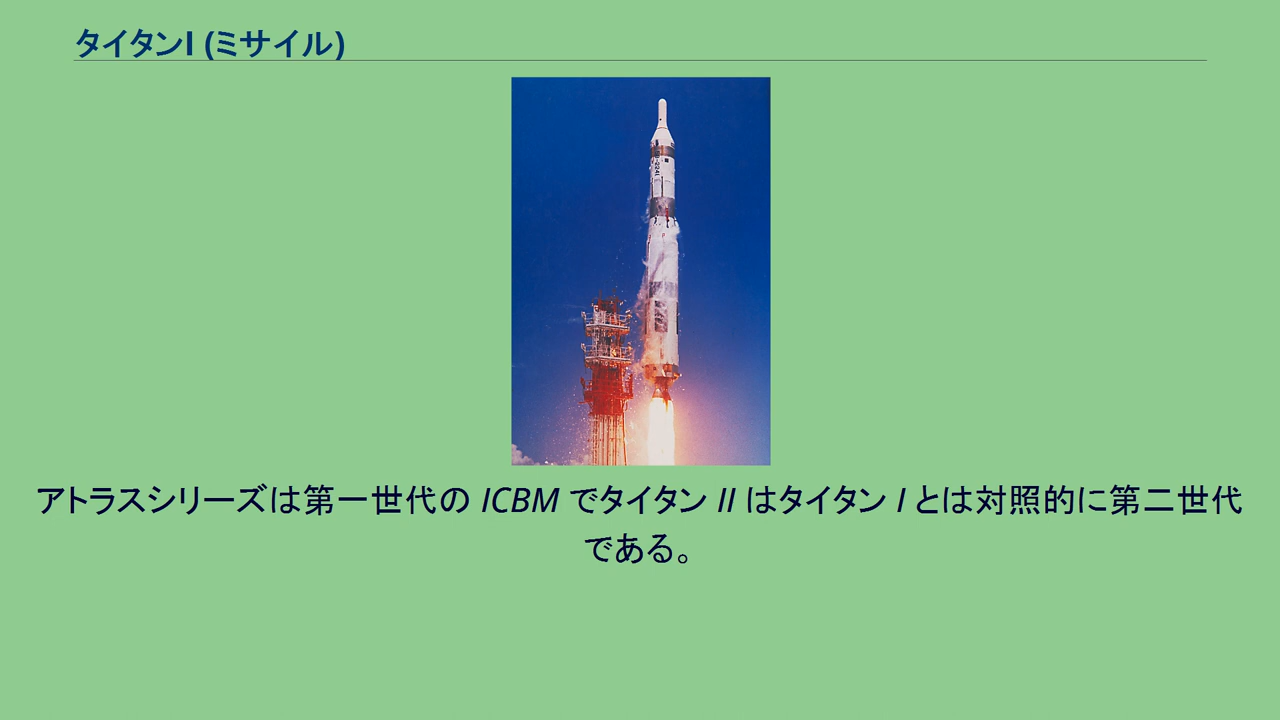 タイタンI (ミサイル)
アトラスシリーズは第一世代の ICBM でタイタン II はタイタン I とは対照的に第二世代
である。